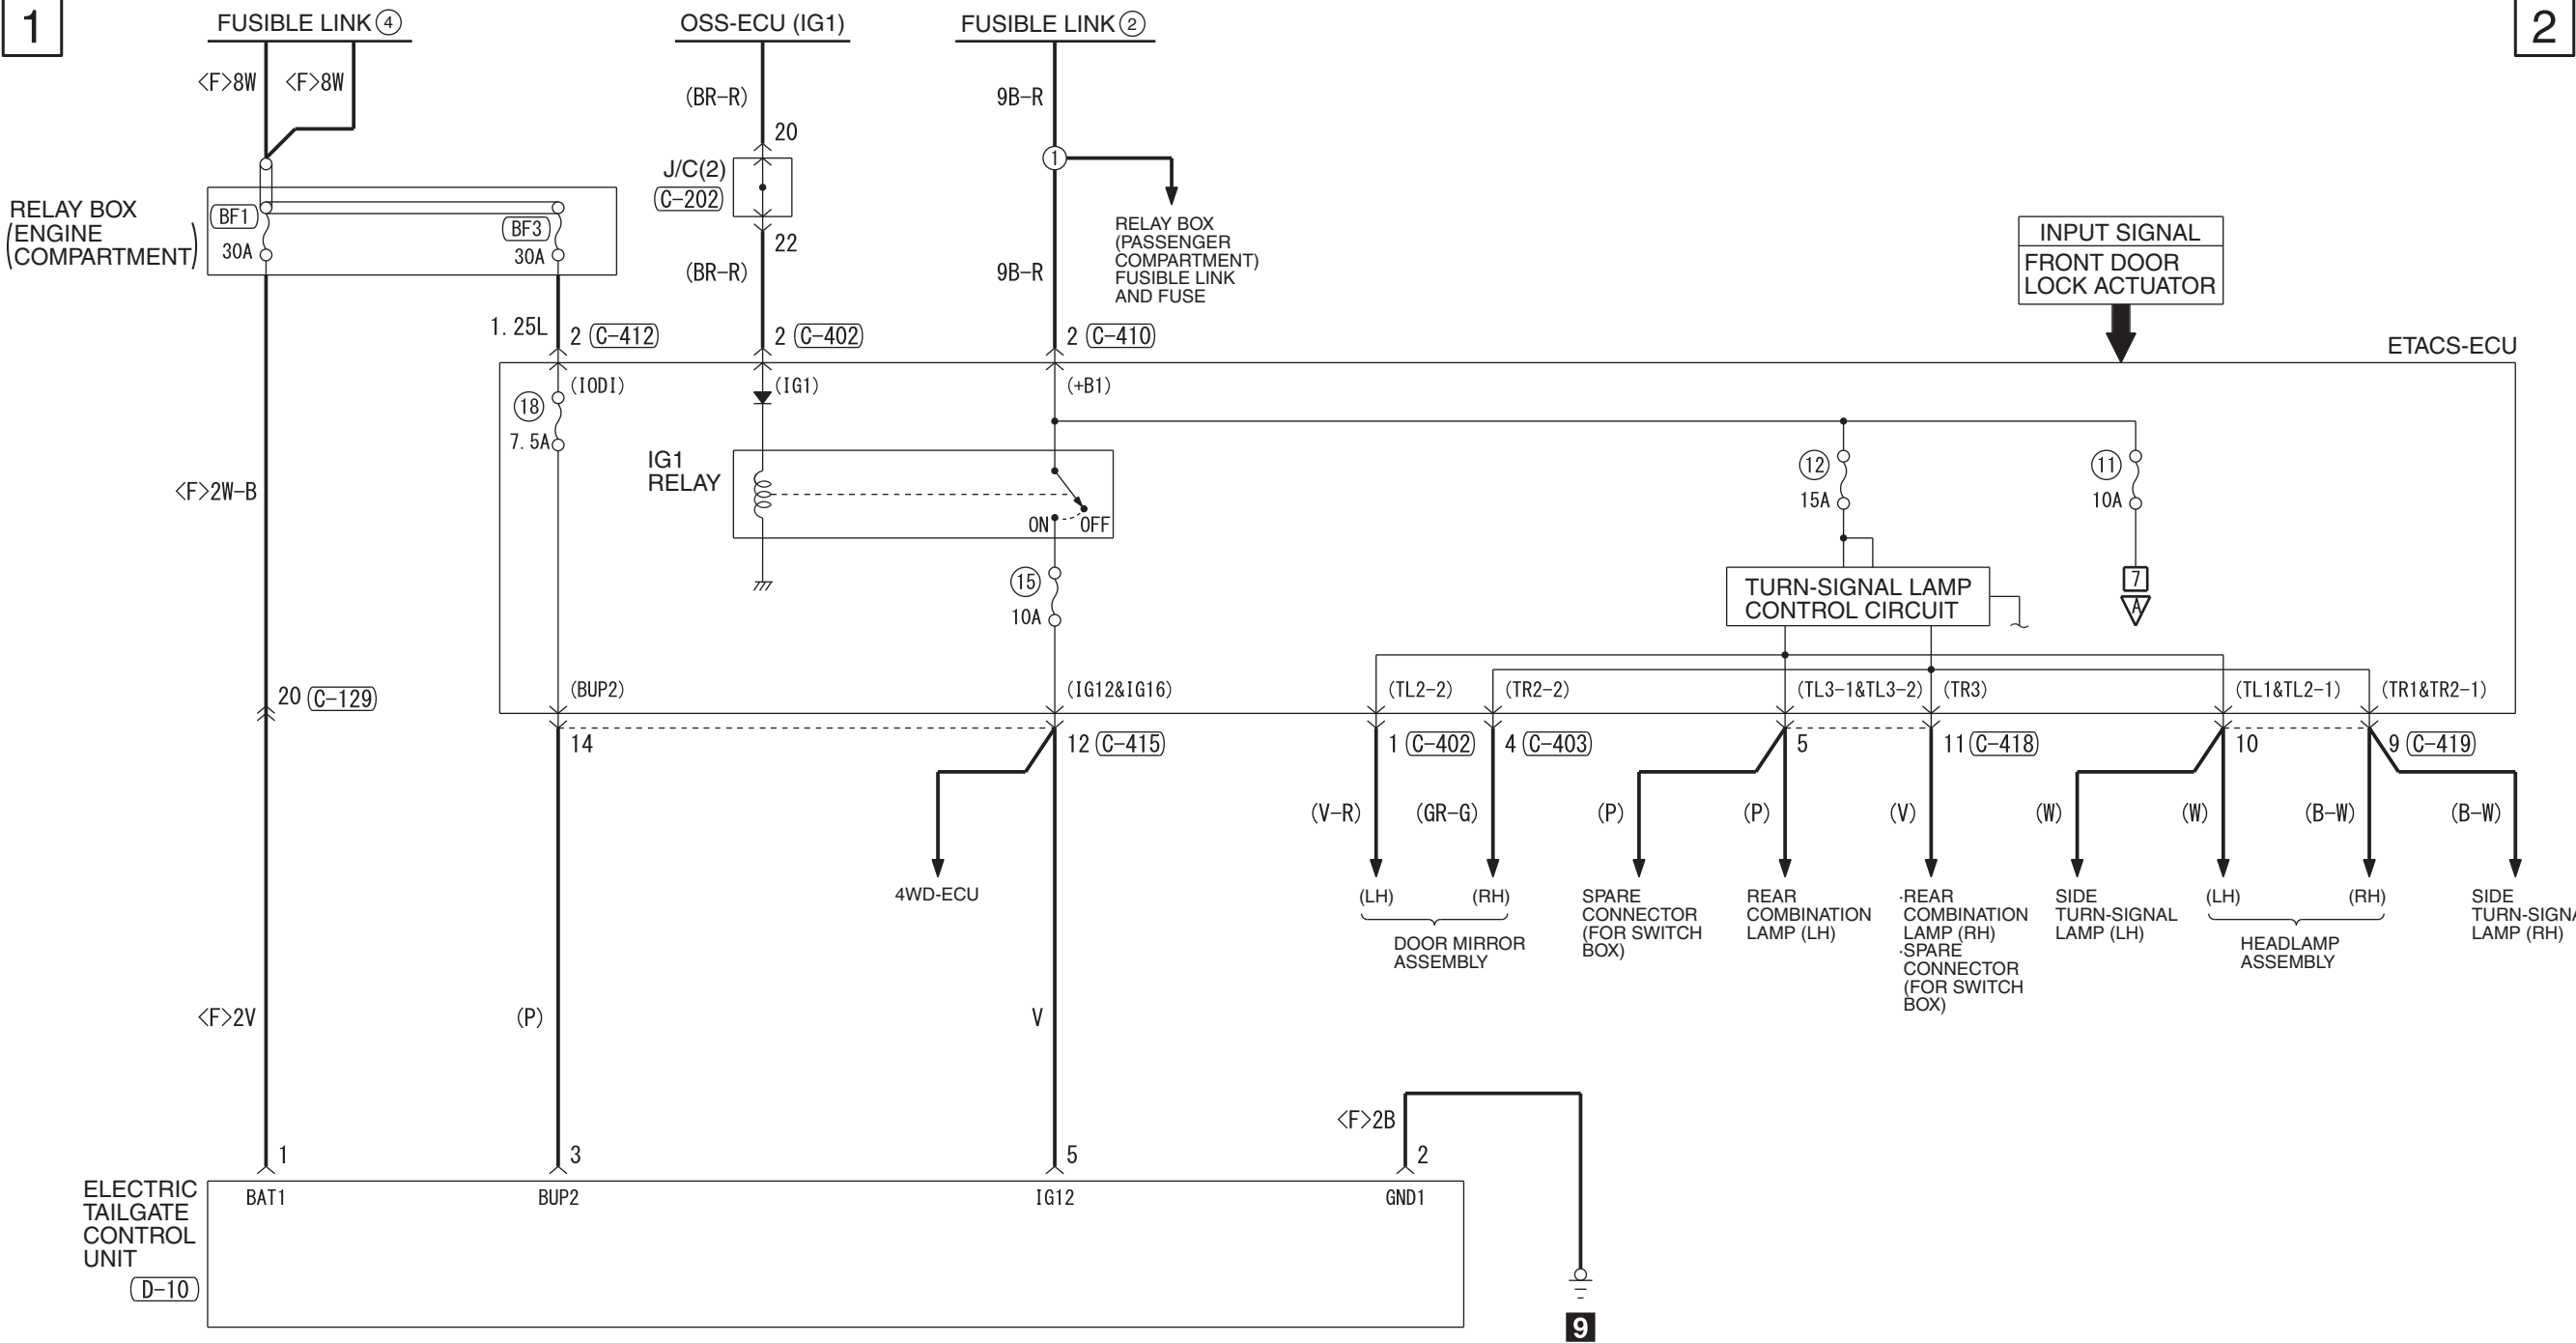 1
FUSIBLE LINK ④
OSS-ECU (IG1)
FUSIBLE LINK ②
2
<F>8W
<F>8W
(BR-R)
9B-R
20
1
J/C(2)
C-202
RELAY BOX
(ENGINE
COMPARTMENT)
BF1
30A
BF3
30A
22
(BR-R)
9B-R
RELAY BOX
(PASSENGER
COMPARTMENT)
FUSIBLE LINK
AND FUSE
INPUT SIGNAL
FRONT DOOR
LOCK ACTUATOR
1.25L
2 C-412
2 C-402
2 C-410
ETACS-ECU
(IODI)
(IG1)
(+B1)
18
7.5A
IG1
RELAY
ON
OFF
12
15A
11
10A
<F>2W-B
15
10A
TURN-SIGNAL LAMP
CONTROL CIRCUIT
7
A
20 C-129
(BUP2)
(IG12&IG16)
(TL2-2)
(TR2-2)
(TL3-1&TL3-2)
(TR3)
(TL1&TL2-1)
(TR1&TR2-1)
14
12 C-415
1 C-402
4 C-403
5
11 C-418
10
9 C-419
(V-R)
(GR-G)
(P)
(P)
(V)
(W)
(W)
(B-W)
(B-W)
4WD-ECU
(LH)
(RH)
DOOR MIRROR
ASSEMBLY
SPARE
CONNECTOR
(FOR SWITCH
BOX)
REAR
COMBINATION
LAMP (LH)
·REAR
COMBINATION
LAMP (RH)
·SPARE
CONNECTOR
(FOR SWITCH
BOX)
SIDE
TURN-SIGNAL
LAMP (LH)
(LH)
(RH)
HEADLAMP
ASSEMBLY
SIDE
TURN-SIGNA
LAMP (RH)
<F>2V
(P)
V
<F>2B
1
3
5
2
ELECTRIC
TAILGATE
CONTROL
UNIT
D-10
BAT1
BUP2
IG12
GND1
9